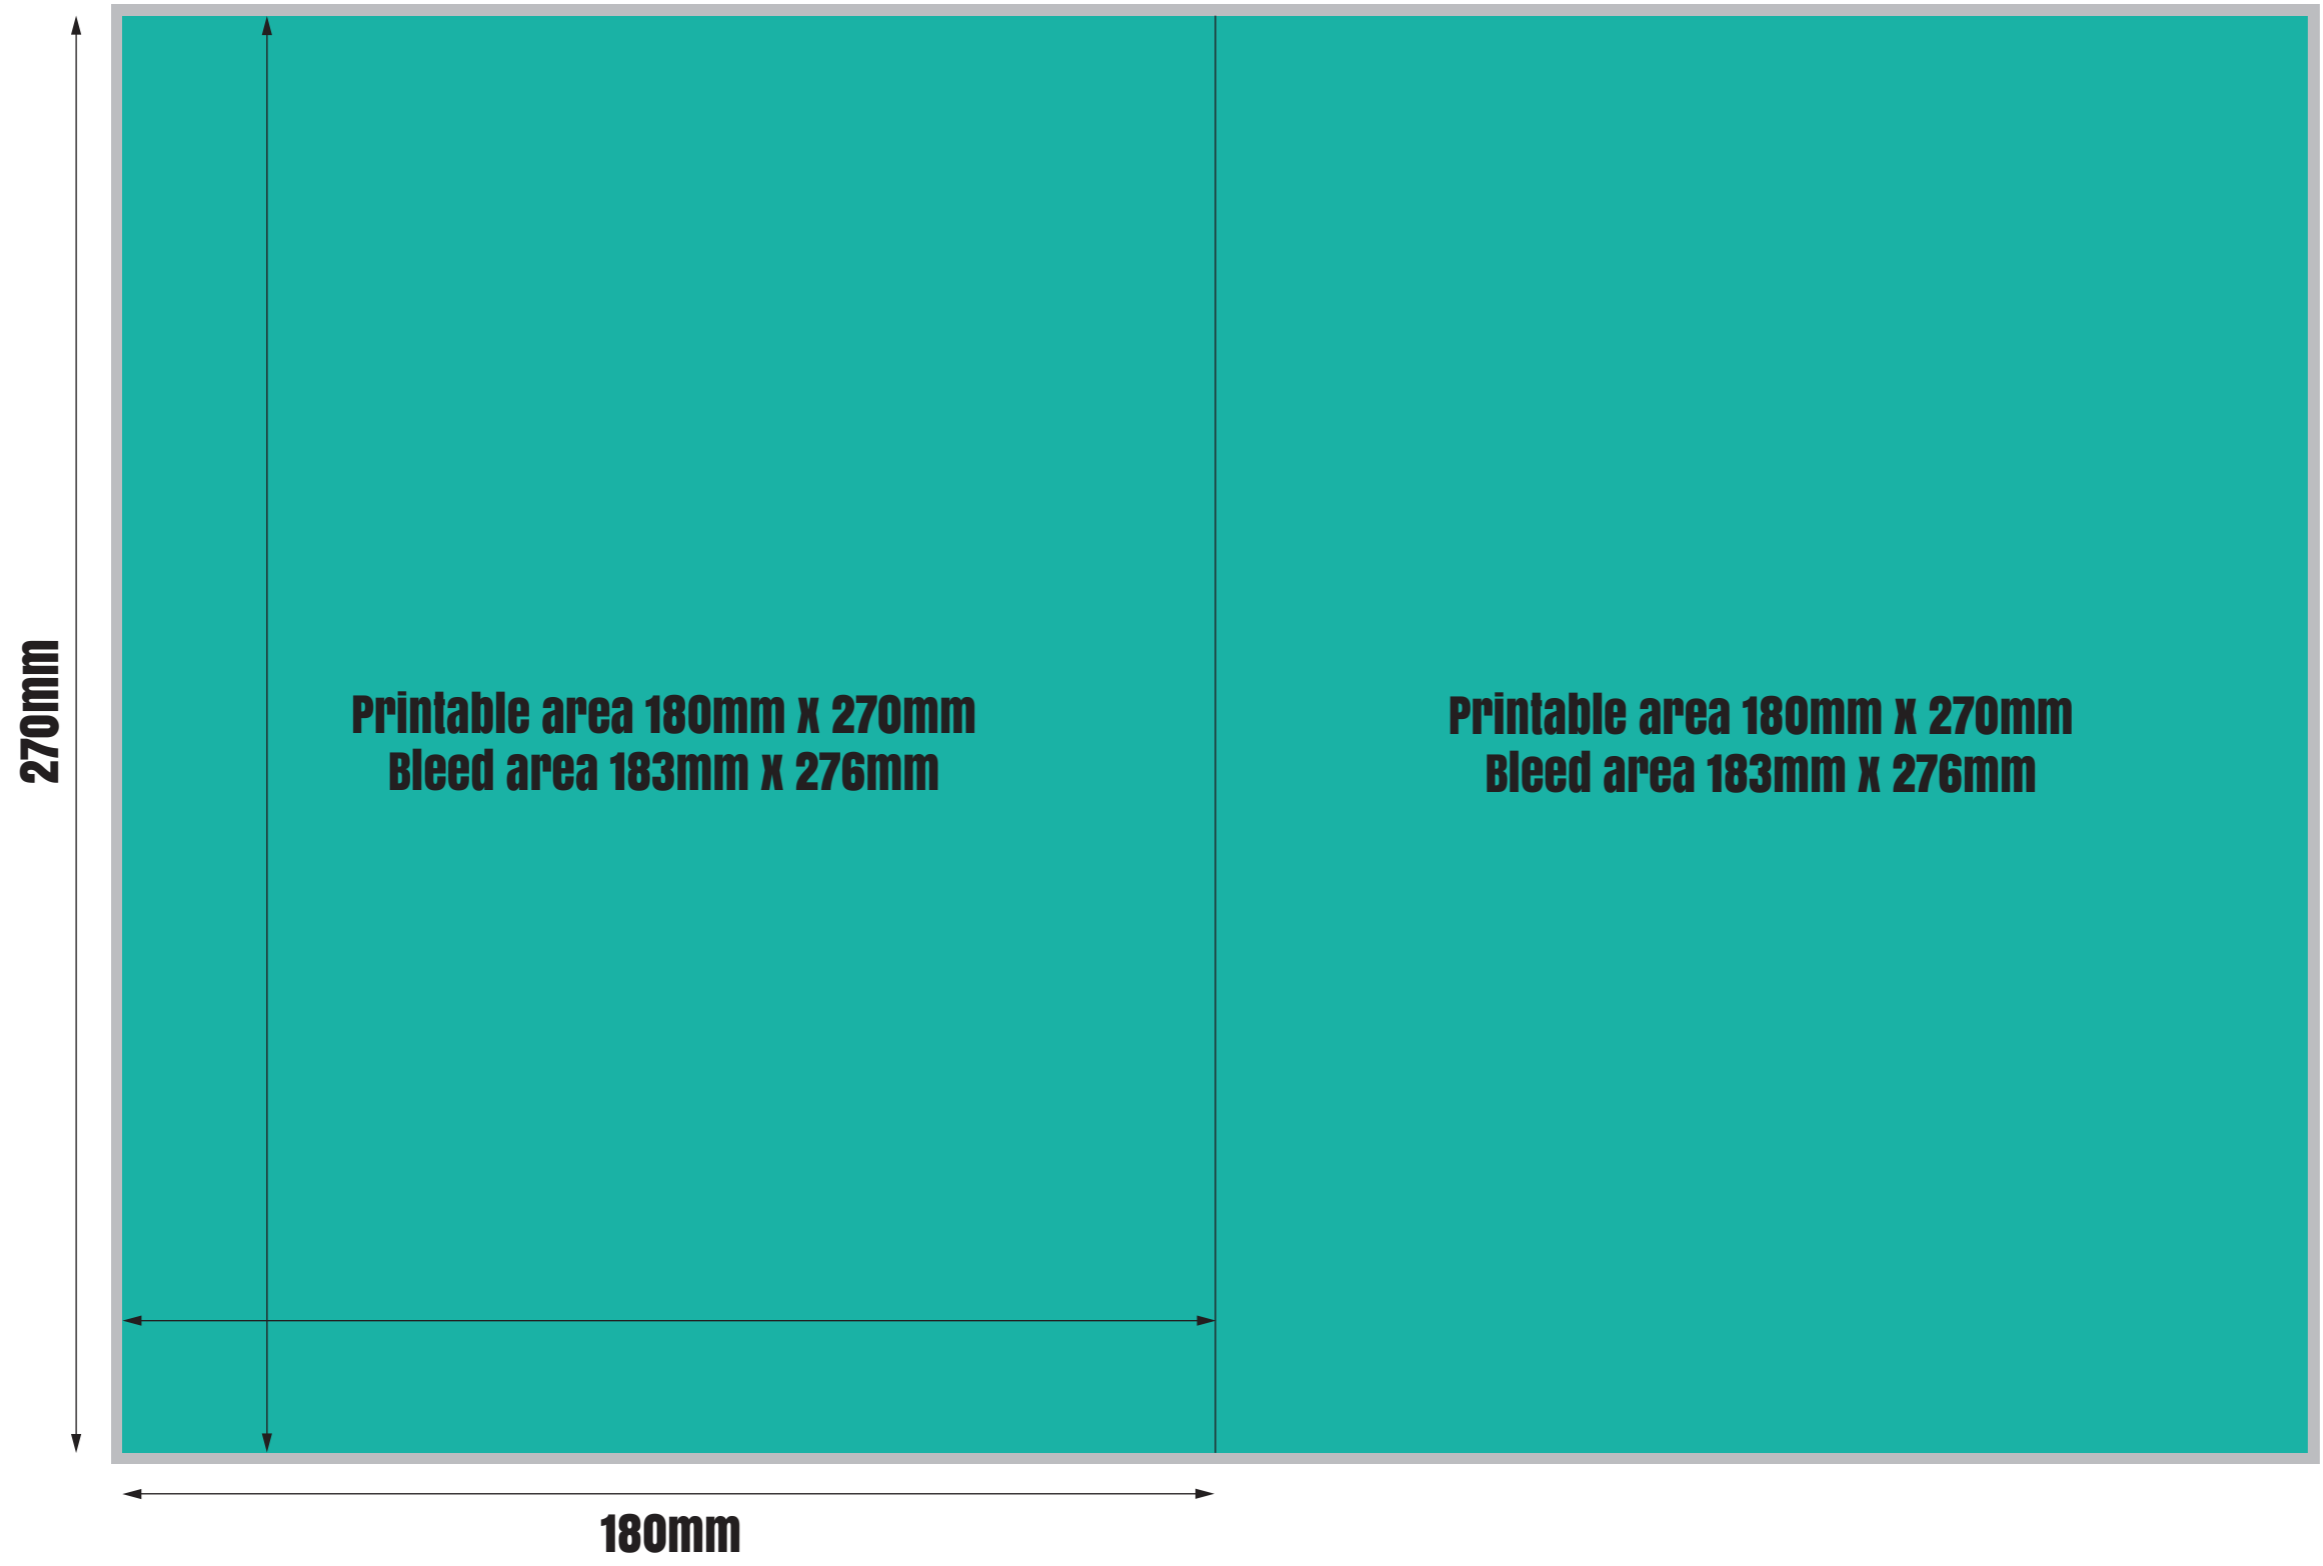 270mm
Printable area 180mm x 270mm
Bleed area 183mm x 276mm
Printable area 180mm x 270mm
Bleed area 183mm x 276mm
180mm